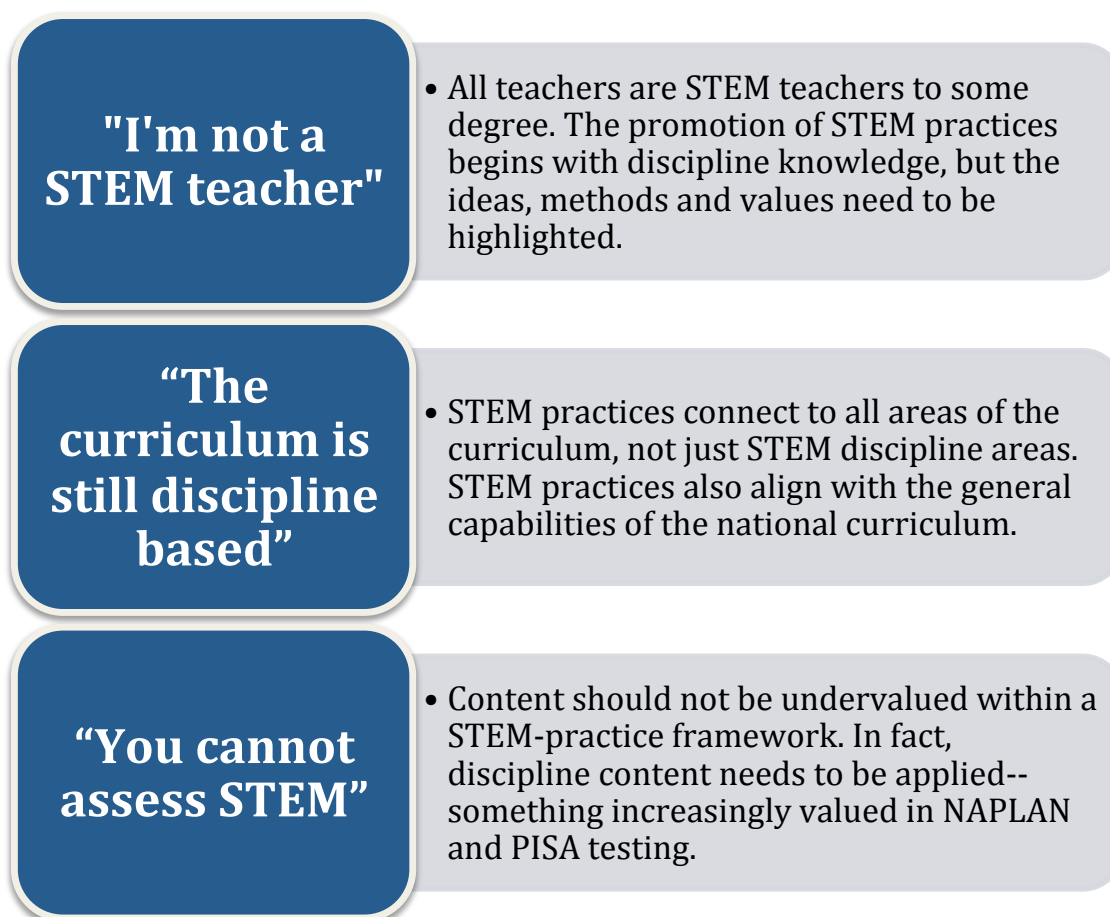 "I'm not a
STEM teacher"
• All teachers are STEM teachers to some
degree. The promotion of STEM practices
begins with discipline knowledge, but the
ideas, methods and values need to be
highlighted.
“The
curriculum is
still discipline
based”
• STEM practices connect to all areas of the
curriculum, not just STEM discipline areas.
STEM practices also align with the general
capabilities of the national curriculum.
“You cannot
assess STEM”
• Content should not be undervalued within a
STEM-practice framework. In fact,
discipline content needs to be applied--
something increasingly valued in NAPLAN
and PISA testing.